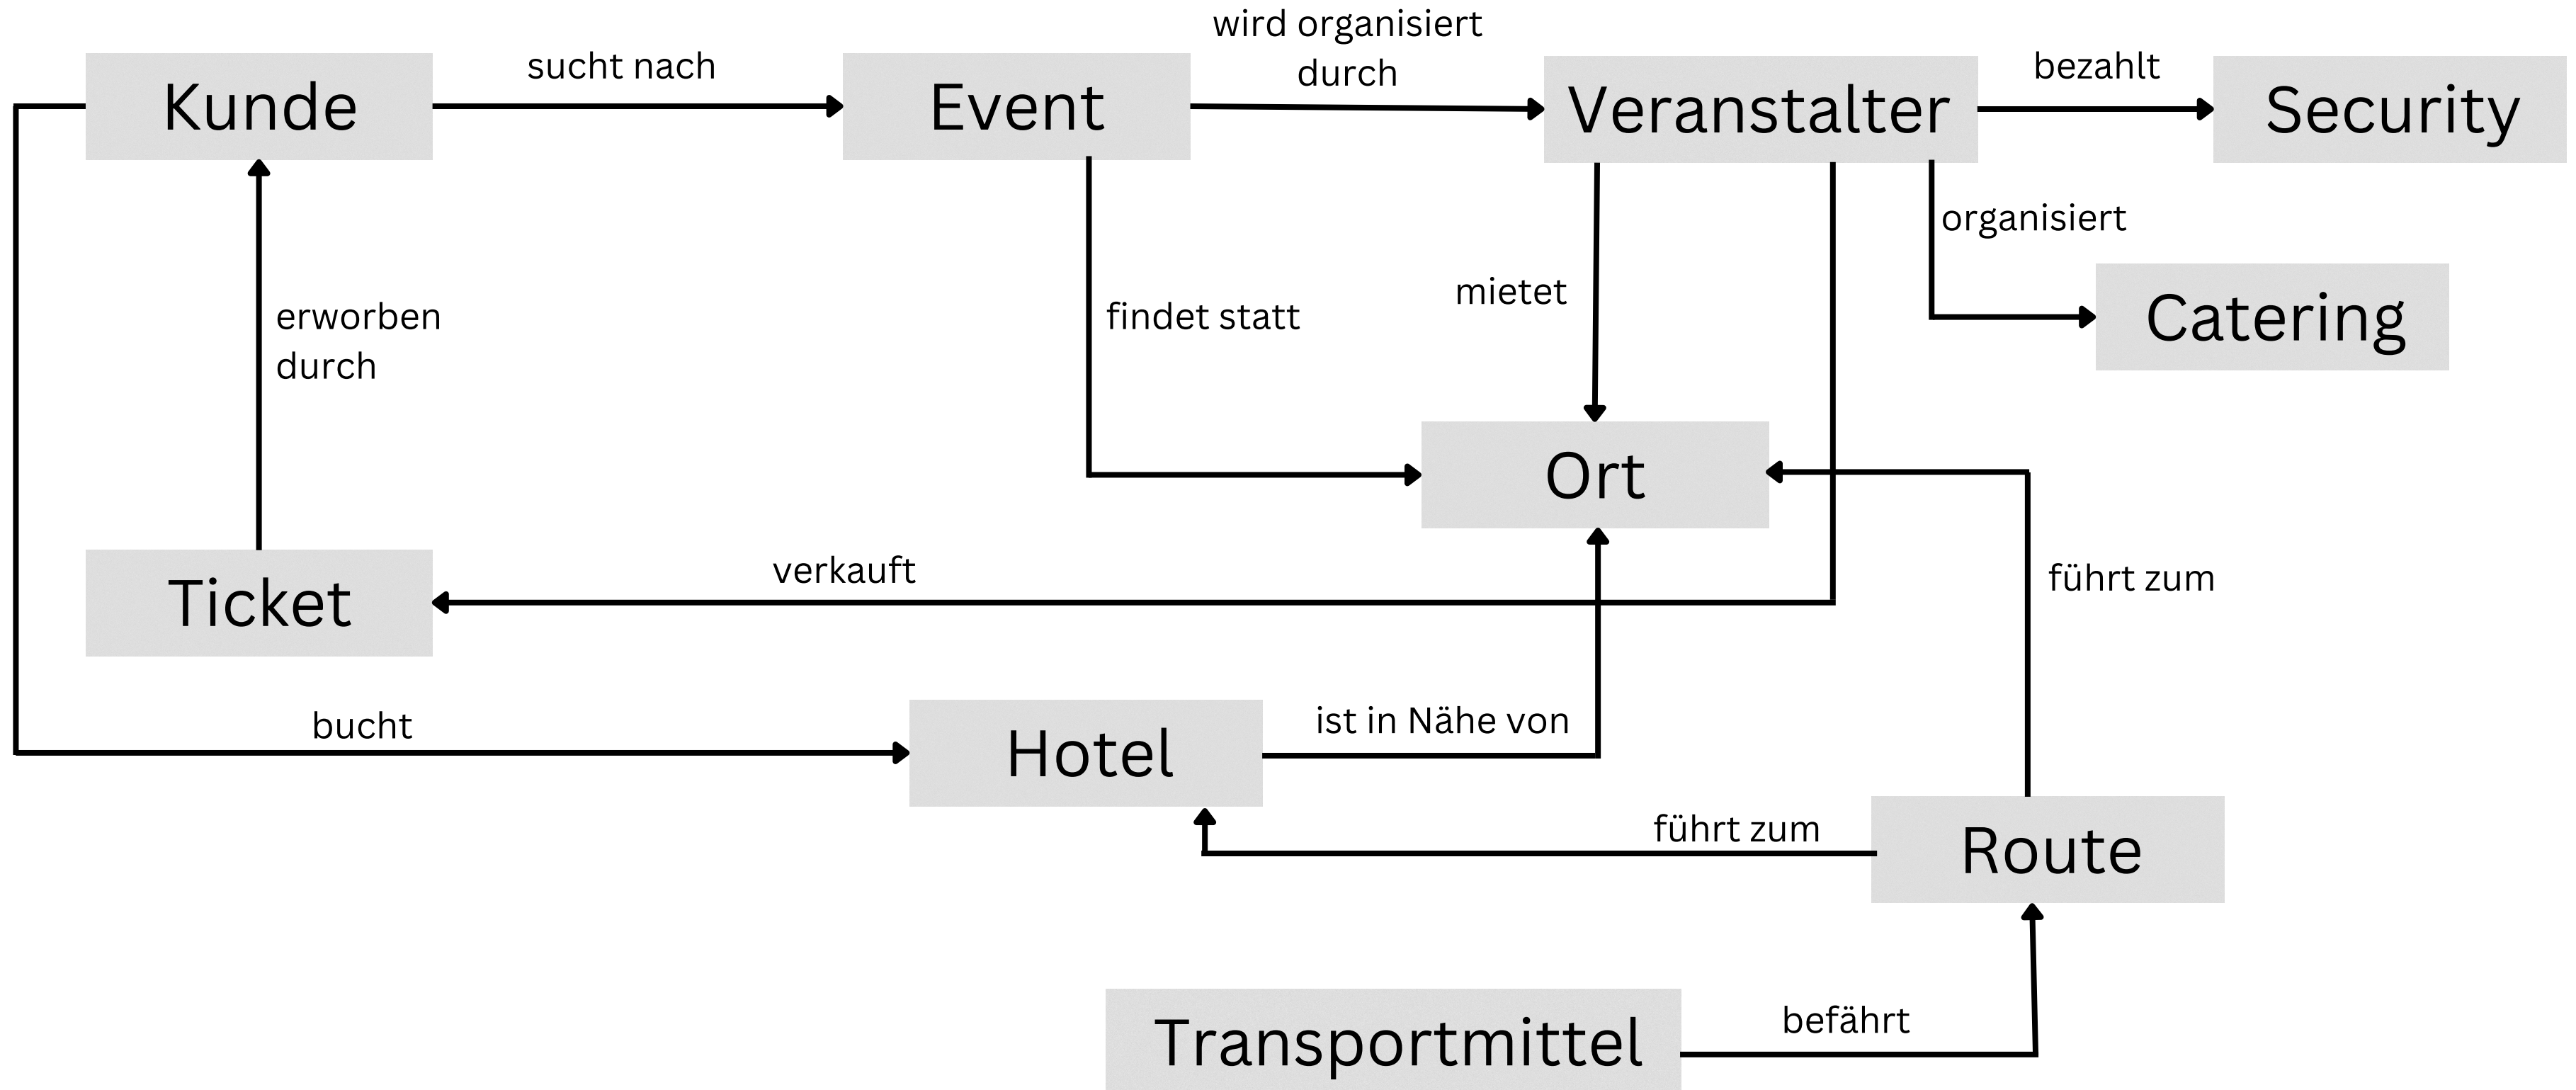 wird organisiert
durch
sucht nach
bezahlt
Kunde
Event
Veranstalter
Security
organisiert
mietet
erworben
durch
findet statt
Catering
Ort
verkauft
führt zum
Ticket
bucht
ist in Nähe von
Hotel
führt zum
Route
befährt
Transportmittel